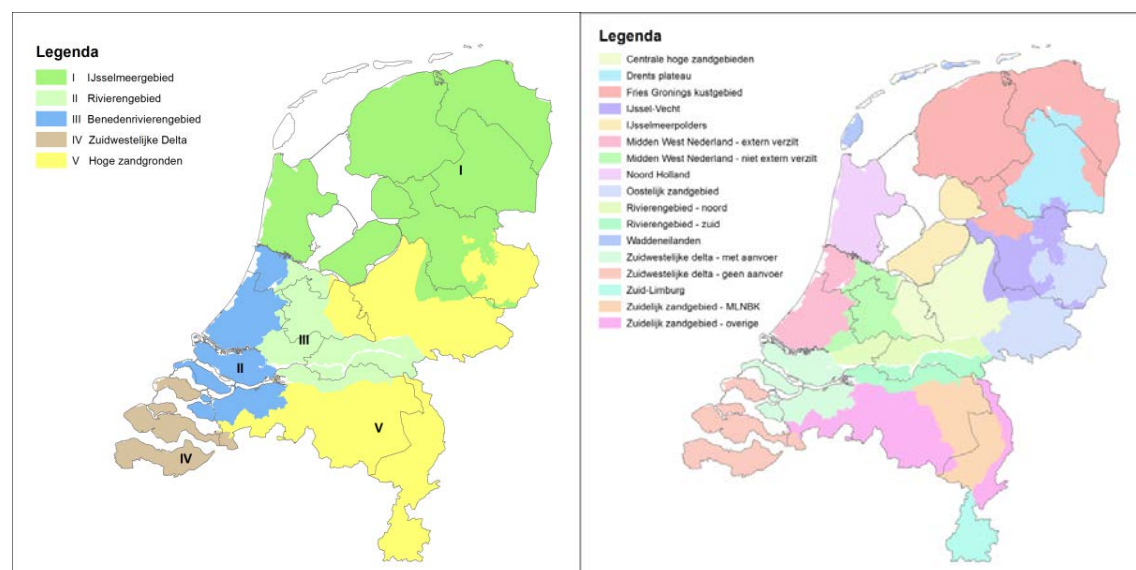 Legenda
I IJsselmeergebied
II Rivierengebied
III Benedenrivierengebied
IV Zuidwestelijke Delta
V Hoge zandgronden
I
III
II
V
IV
Legenda
Centrale hoge zandgebieden
Drents plateau
Fries Gronings kustgebied
IJssel-Vecht
IJsselmeerpolders
Midden West Nederland - extern verzilt
Midden West Nederland - niet extern verzilt
Noord Holland
Oostelijk zandgebied
Rivierengebied - noord
Rivierengebied - zuid
Waddeneilanden
Zuidwestelijke delta - met aanvoer
Zuidwestelijke delta - geen aanvoer
Zuid-Limburg
Zuidelijk zandgebied - MLNBK
Zuidelijk zandgebied - overige